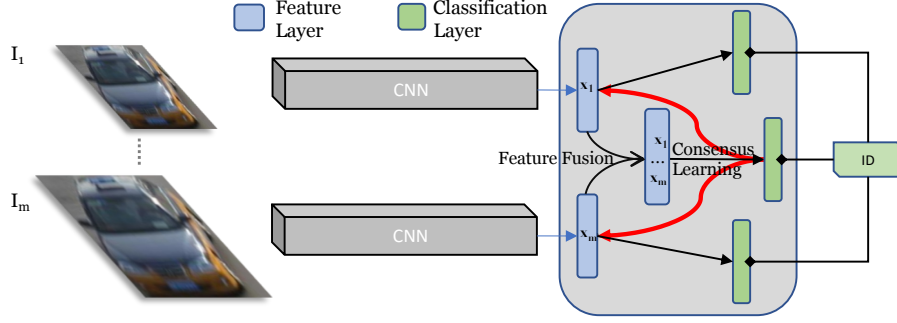 Feature
Layer
Classification
Layer
I1
CNN
x1
x1
...
xm
Feature Fusion
Consensus
Learning
ID
Im
CNN
xm